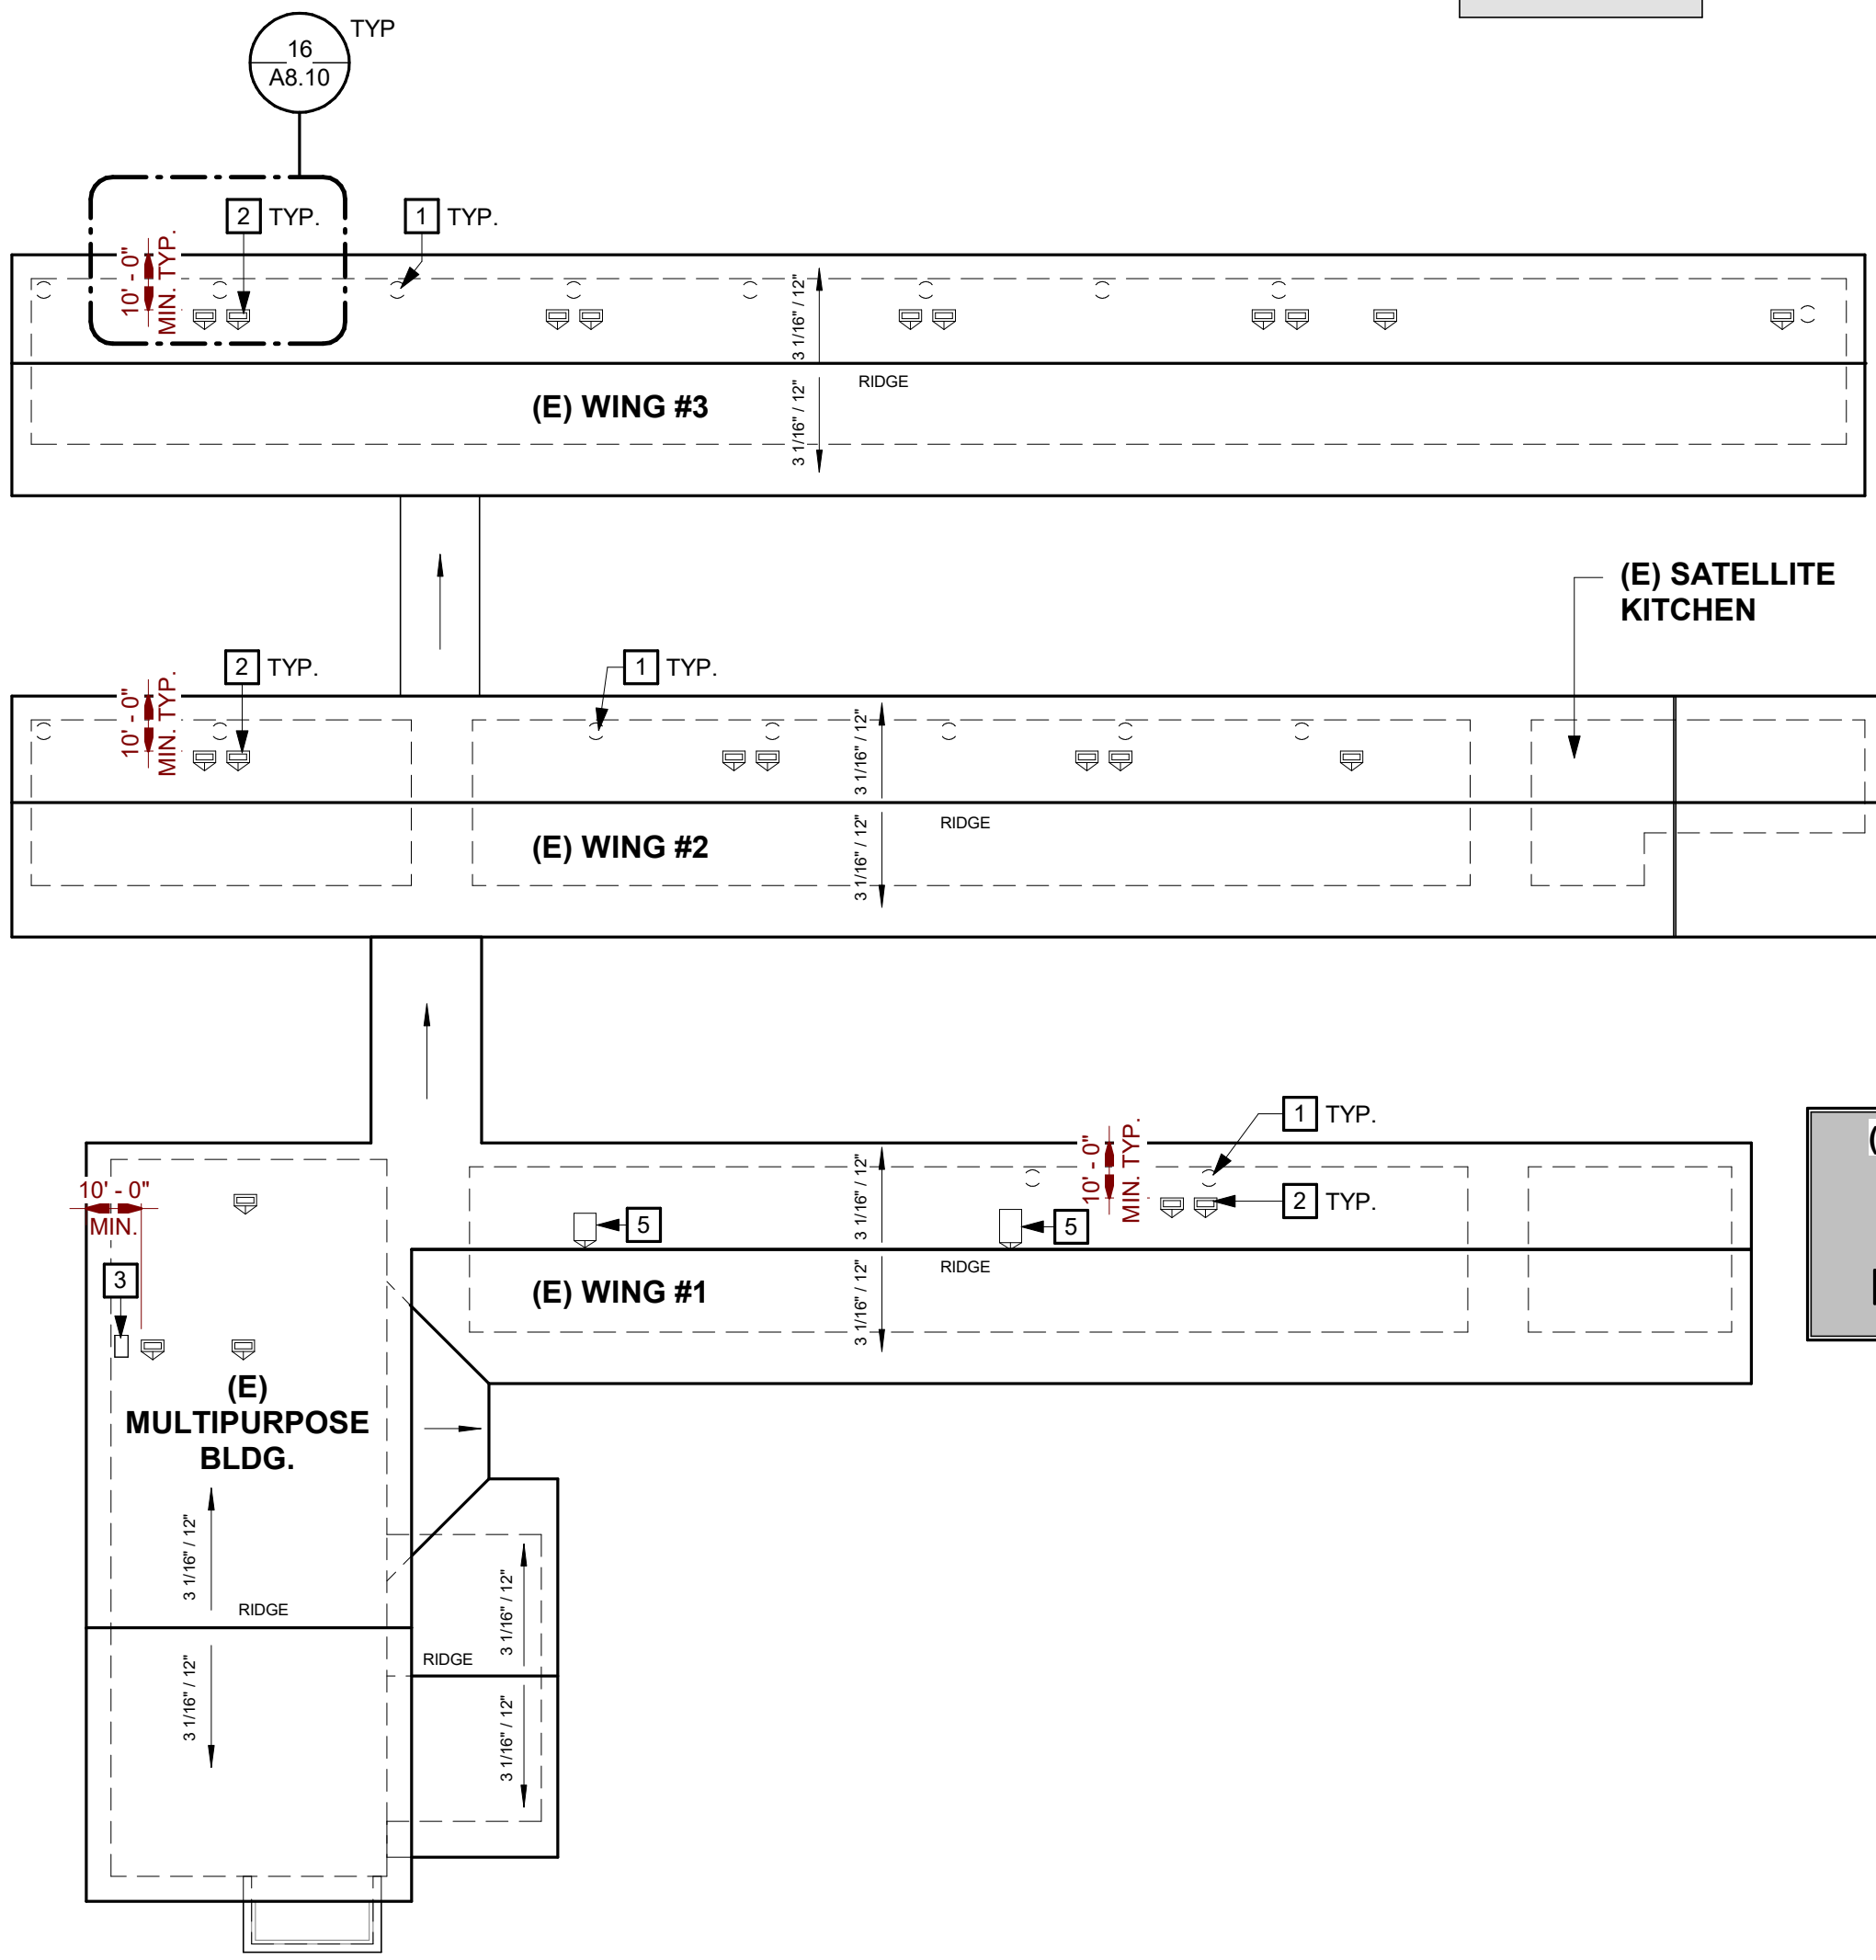 16
A8.10
TYP
2 TYP.
1 TYP.
10' - 0"
MIN. TYP.
3 1/16" / 12"
RIDGE
3 1/16" / 12"
(E) WING #3
(E) SATELLITE
KITCHEN
2 TYP.
1 TYP.
10' - 0"
MIN. TYP.
3 1/16" / 12"
RIDGE
3 1/16" / 12"
(E) WING #2
1 TYP.
10' - 0"
MIN. TYP.
2 TYP.
3 1/16" / 12"
5
5
RIDGE
3 1/16" / 12"
(E) WING #1
(
10' - 0"
MIN.
3
(E)
MULTIPURPOSE
BLDG.
3 1/16" / 12"
RIDGE
3 1/16" / 12"
3 1/16" / 12"
RIDGE
3 1/16" / 12"